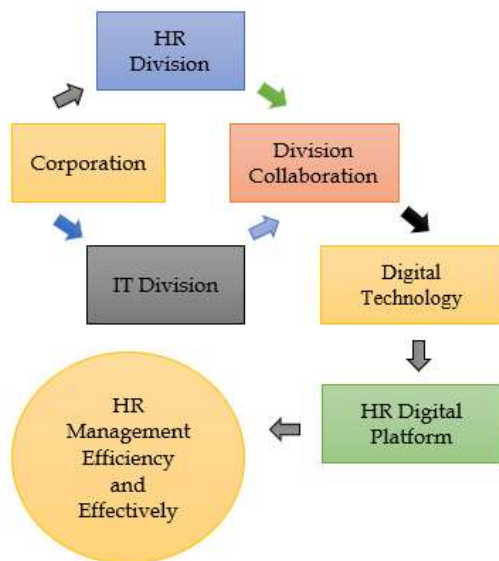 HR
Division
Corporation
Division
Collaboration
IT Division
Digital
Technology
HR Digital
Platform
HR
Management
Efficiency
and
Effectively